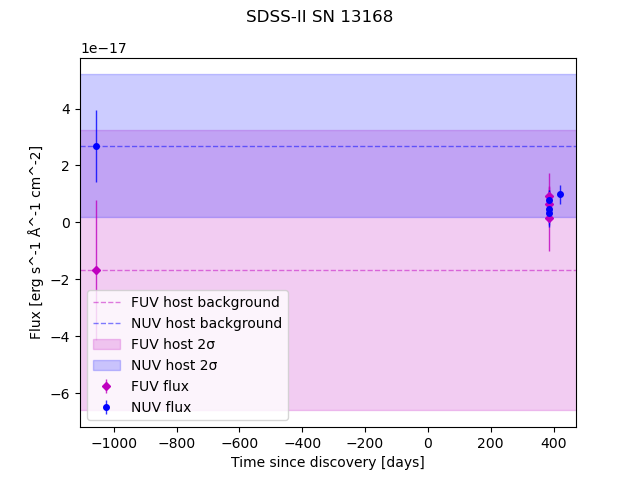 SDSS-II SN 13168
1e−17
4
2
0
−2
−4
−6
Flux [erg s^-1 Å^-1 cm^-2]
FUV host background
NUV host background
FUV host 2σ
NUV host 2σ
FUV flux
NUV flux
−1000 −800 −600 −400 −200 0 200 400
Time since discovery [days]